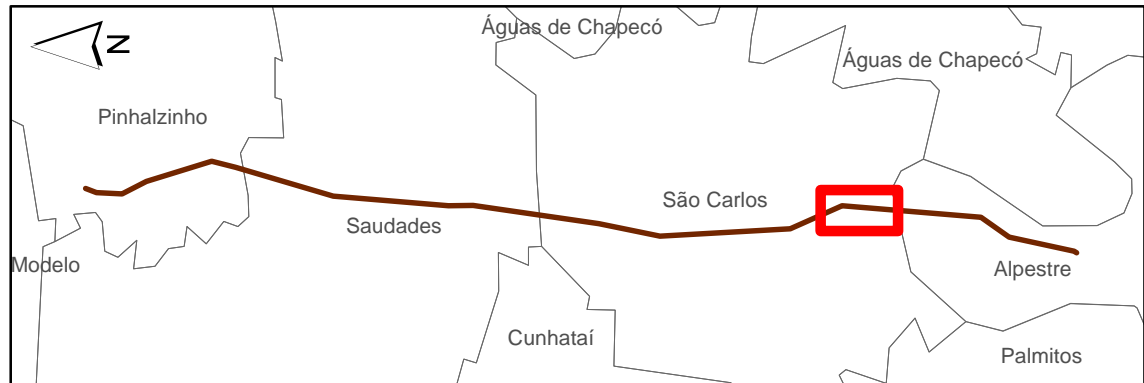 Águas de Chapecó
N
Águas de Chapecó
Pinhalzinho
São Carlos
Saudades
Modelo
Alpestre
Cunhataí
Palmitos